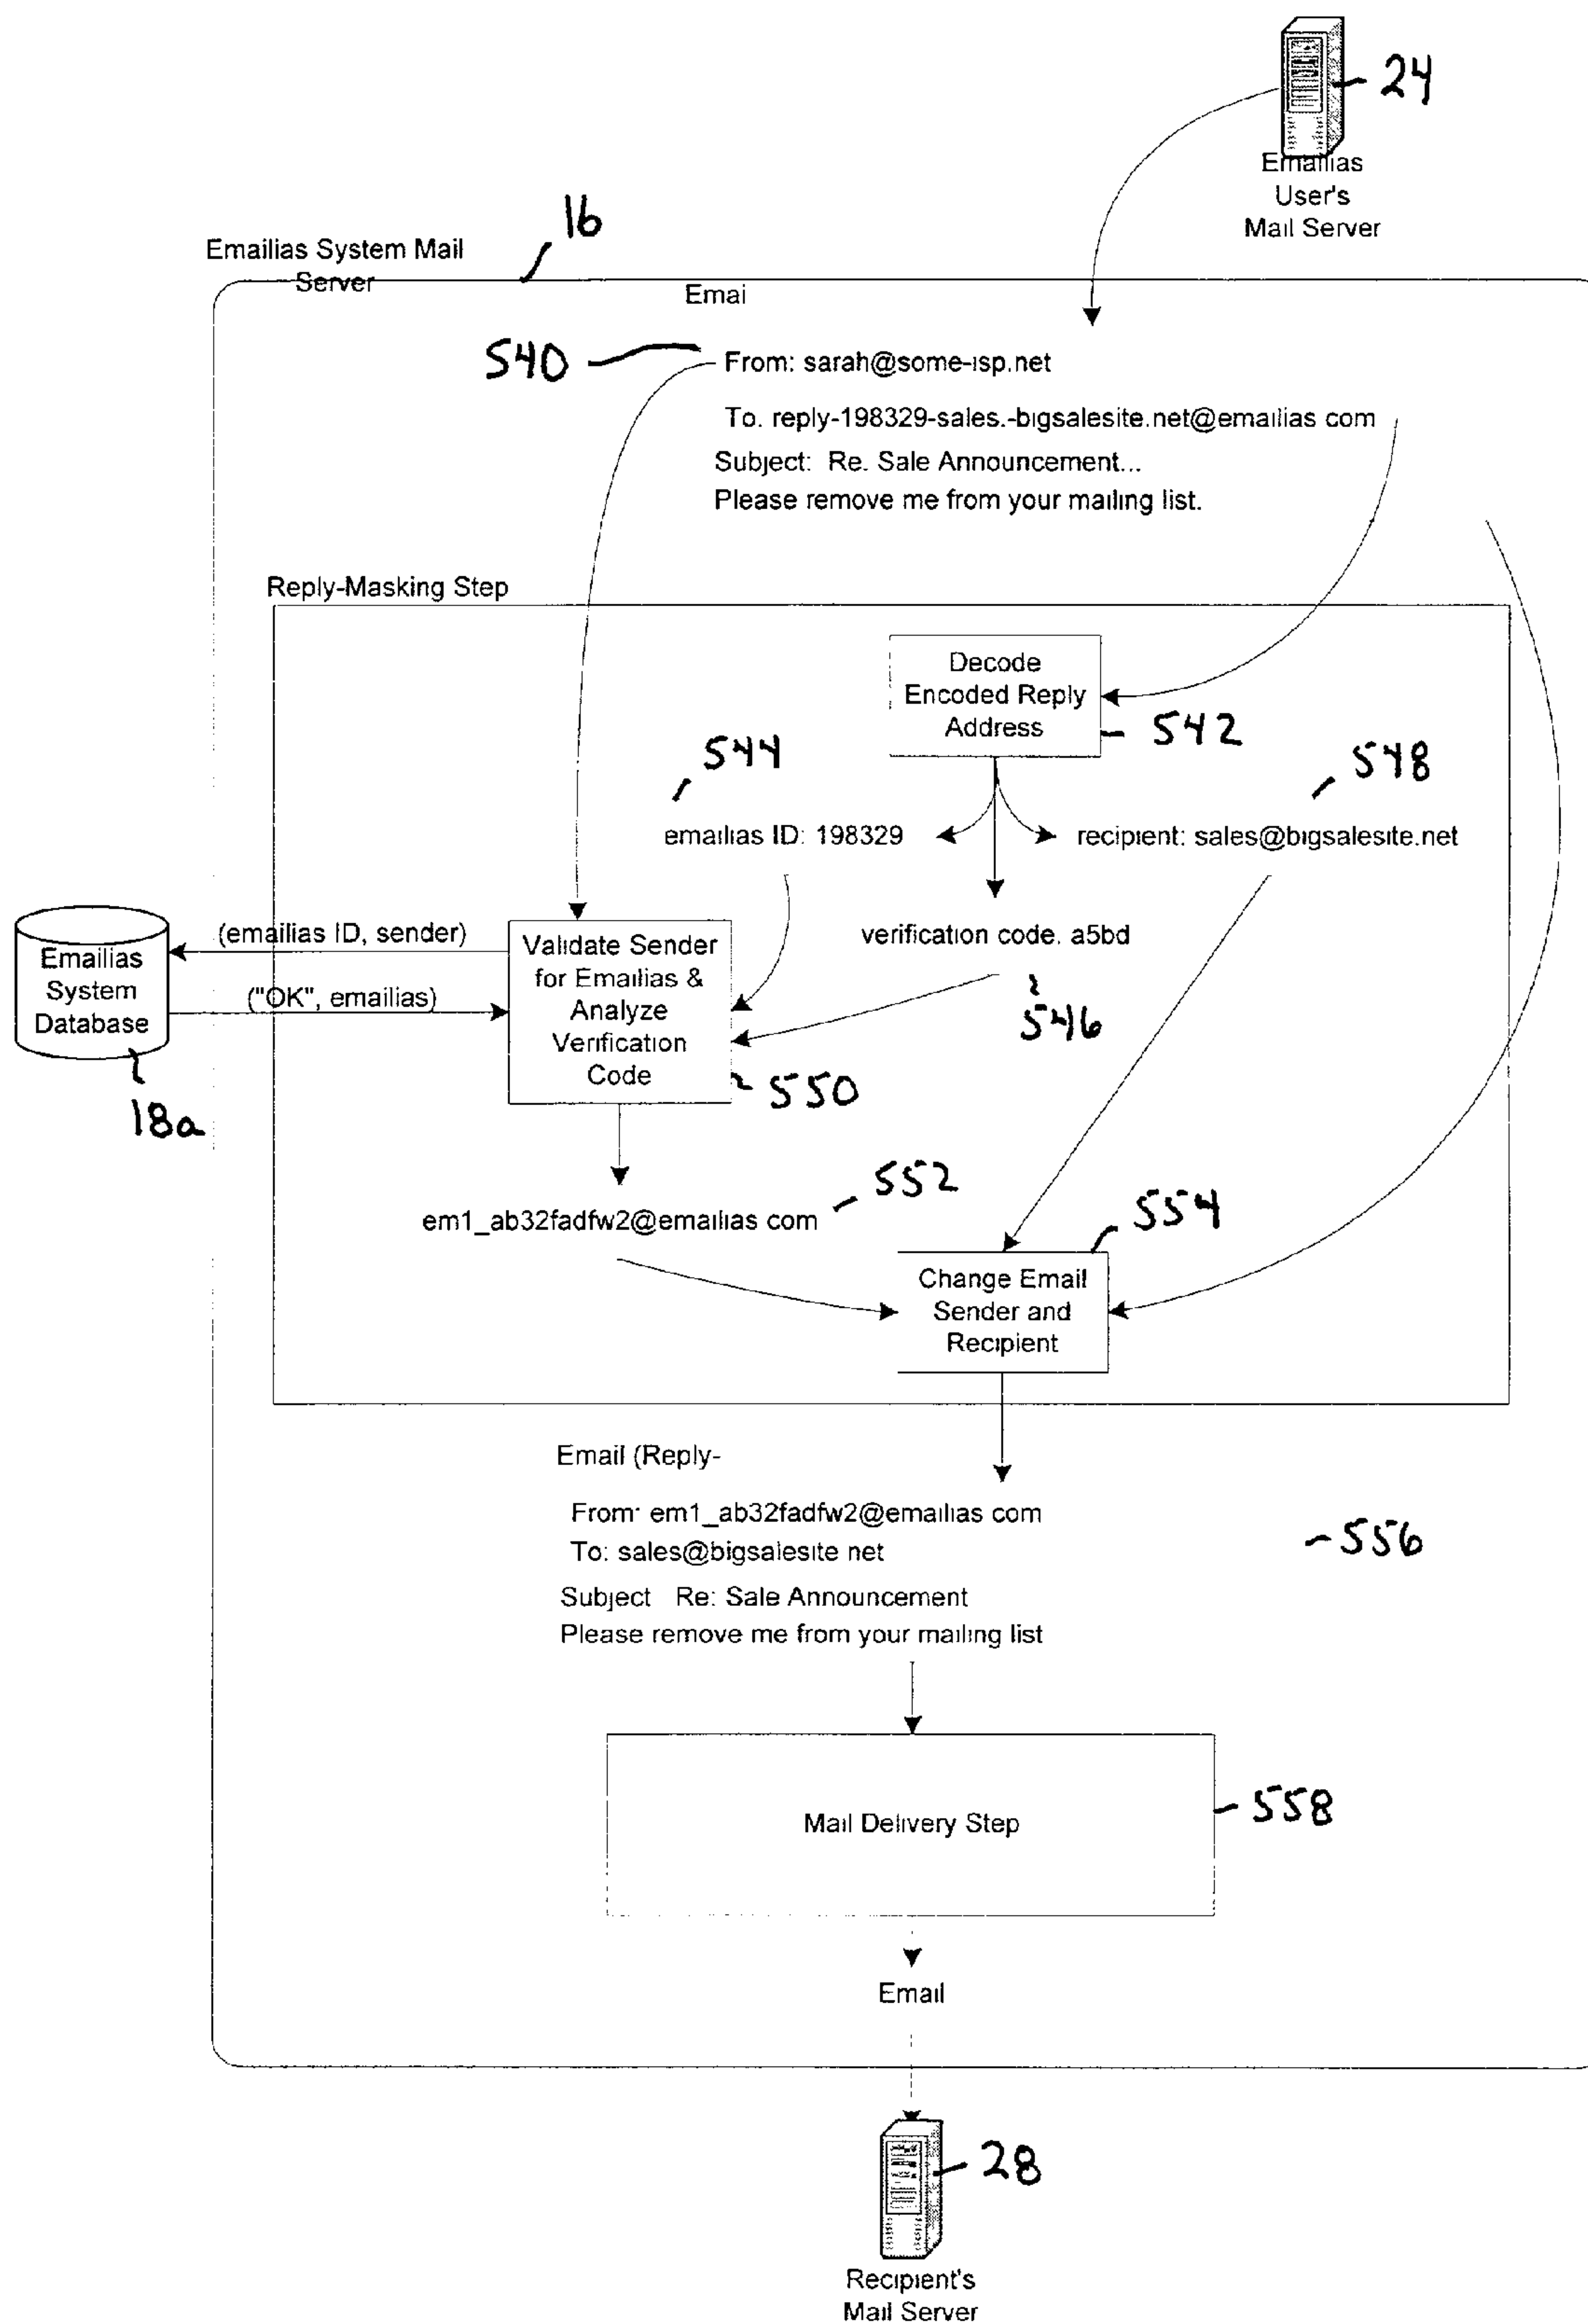 24
Emailias
User's
Mail Server
16
Emailias System Mail
Server
Emai
540
From: sarah@some-isp.net
To. reply-198329-sales.-bigsalesite.net@emailias com
Subject: Re. Sale Announcement...
Please remove me from your mailing list.
Reply-Masking Step
Decode
Encoded Reply
Address
542
544
548
emailias ID: 198329
recipient: sales@bigsalesite.net
verification code. a5bd
546
Emailias
System
Database
18a
(emailias ID, sender)
("OK", emailias)
Validate Sender
for Emailias &
Analyze
Verification
Code
550
552
em1_ab32fadfw2@emailias com
554
Change Email
Sender and
Recipient
Email (Reply-
From: em1_ab32fadfw2@emailias com
To: sales@bigsalesite net
556
Subject Re: Sale Announcement
Please remove me from your mailing list
Mail Delivery Step
558
Email
28
Recipient's
Mail Server